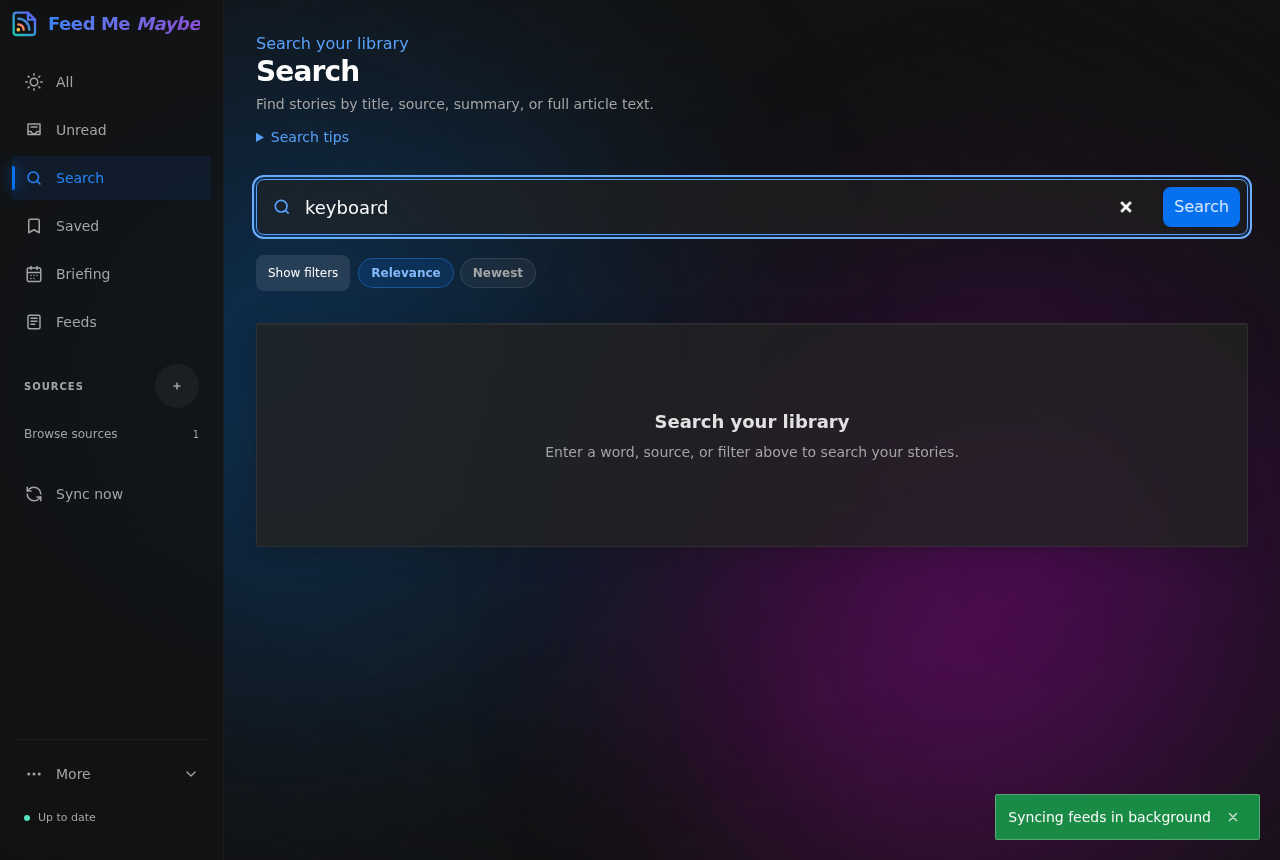 Feed Me Maybe
All
Unread
Search
Saved
Briefing
Feeds
SOURCES
+
Browse sources 1
Sync now
More
Up to date
Search your library
Search
Find stories by title, source, summary, or full article text.
Search tips
keyboard
Search
Show filters
Relevance
Newest
Search your library
Enter a word, source, or filter above to search your stories.
Syncing feeds in background